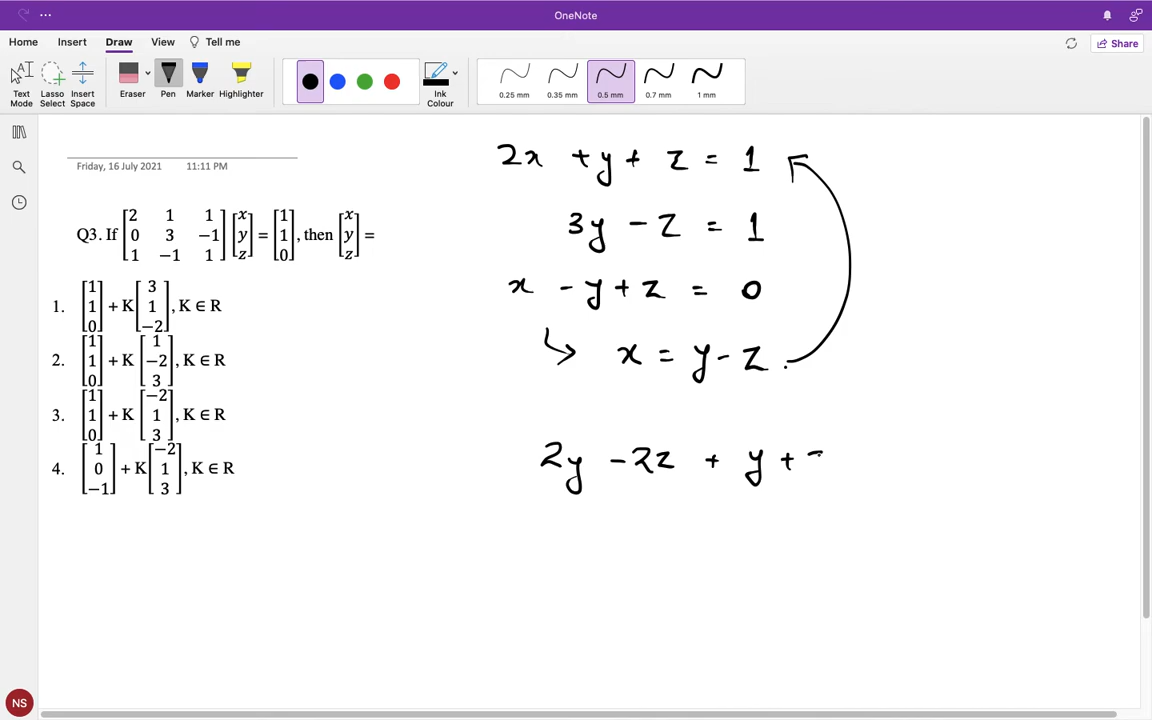 OneNote
Home Insert Draw View Tell me
Share
Text Mode
Lasso Select
Insert Space
Eraser
Pen
Marker
Highlighter
Ink Colour
0.25 mm
0.35 mm
0.5 mm
0.7 mm
1 mm
Friday, 16 July 2021 11:11 PM
Q3. If [2 1 1; 0 3 −1; 1 −1 1] [x; y; z] = [1; 1; 0], then [x; y; z] =
1. [1; 1; 0] + K [3; 1; −2], K ∈ R
2. [1; 1; 0] + K [1; −2; 3], K ∈ R
3. [1; 1; 0] + K [−2; 1; 3], K ∈ R
4. [1; 0; −1] + K [−2; 1; 3], K ∈ R
2x + y + z = 1
3y − z = 1
x − y + z = 0
x = y − z
2y − 2z + y +
NS